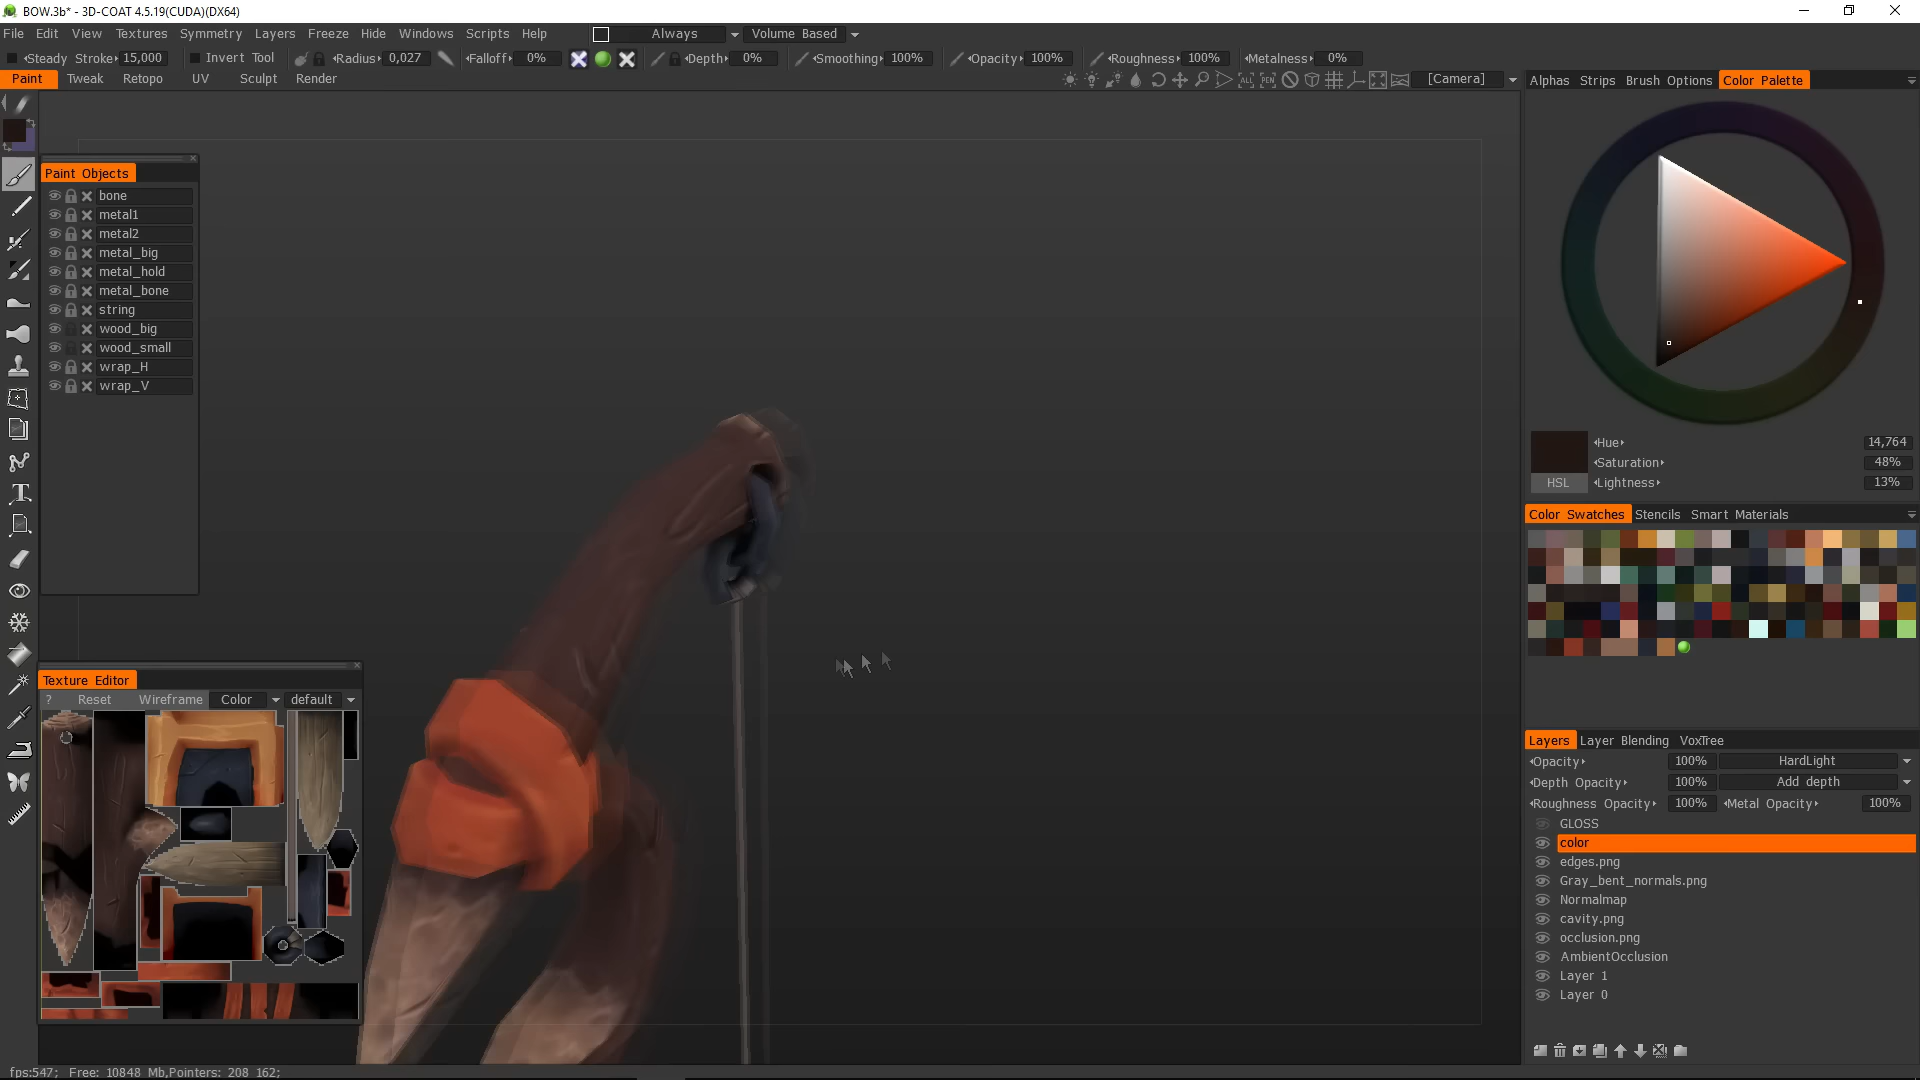 BOW.3b* - 3D-COAT 4.5.19(CUDA)(DX64)
File Edit View Textures Symmetry Layers Freeze Hide Windows Scripts Help Always Volume Based
Steady Stroke 15,000 Invert Tool Radius 0,027 Falloff 0% Depth 0% Smoothing 100% Opacity 100% Roughness 100% Metalness 0%
Paint Tweak Retopo UV Sculpt Render [Camera]
Alphas Strips Brush Options Color Palette
Paint Objects
bone
metal1
metal2
metal_big
metal_hold
metal_bone
string
wood_big
wood_small
wrap_H
wrap_V
Hue 14,764
Saturation 48%
HSL Lightness 13%
Color Swatches Stencils Smart Materials
Texture Editor
? Reset Wireframe Color default
Layers Layer Blending VoxTree
Opacity 100% HardLight
Depth Opacity 100% Add depth
Roughness Opacity 100% Metal Opacity 100%
GLOSS
color
edges.png
Gray_bent_normals.png
Normalmap
cavity.png
occlusion.png
AmbientOcclusion
Layer 1
Layer 0
fps:547; Free: 10848 Mb,Pointers: 208 162;